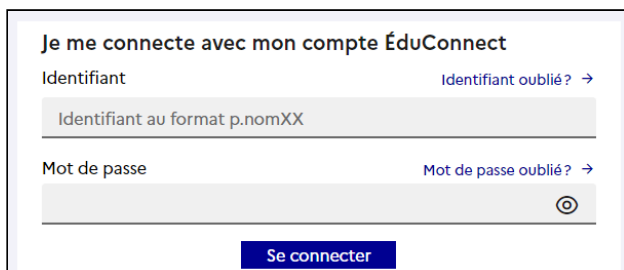 Je me connecte avec mon compte ÉduConnect
Identifiant Identifiant oublié? →
Identifiant au format p.nomXX
Mot de passe Mot de passe oublié? →
Se connecter